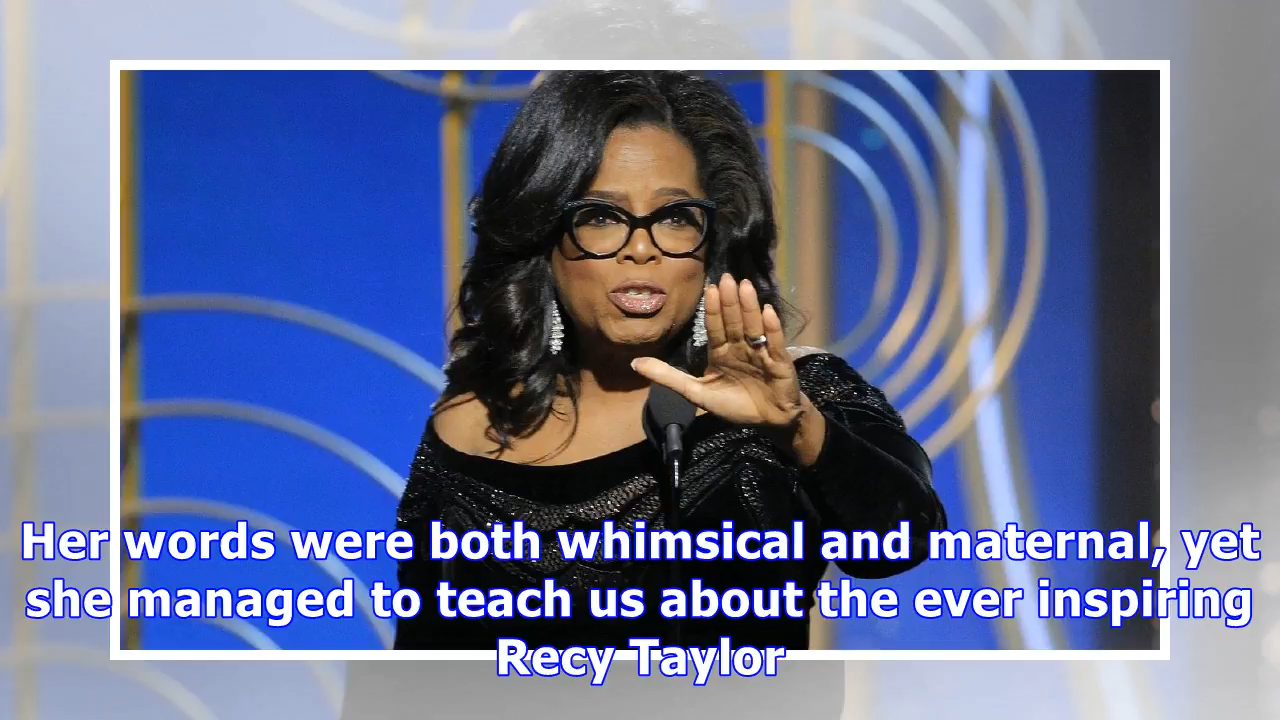 Her words were both whimsical and maternal, yet
she managed to teach us about the ever inspiring
Recy Taylor